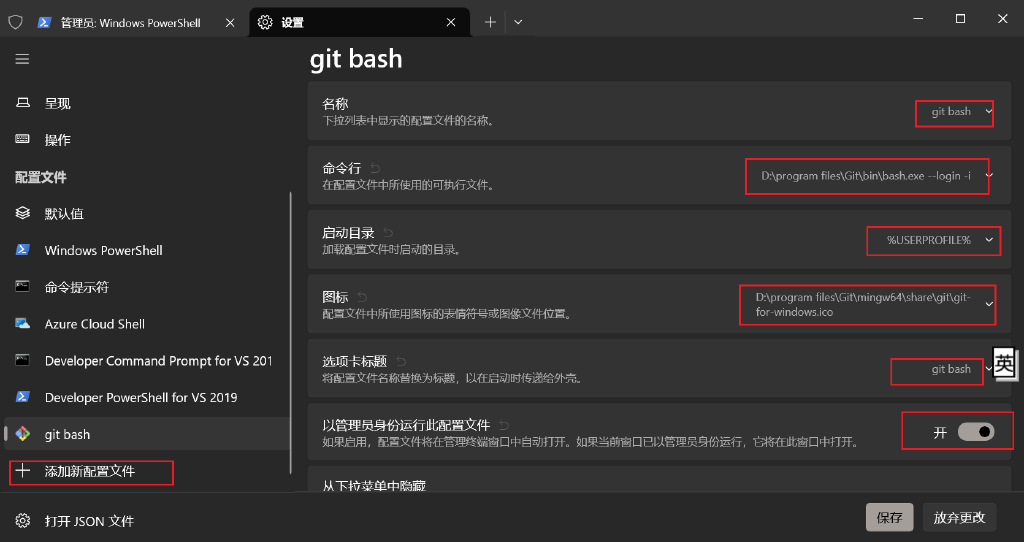 管理员: Windows PowerShell
设置
呈现
操作
配置文件
默认值
Windows PowerShell
命令提示符
Azure Cloud Shell
Developer Command Prompt for VS 201
Developer PowerShell for VS 2019
git bash
添加新配置文件
打开 JSON 文件
git bash
名称
下拉列表中显示的配置文件的名称。
git bash
命令行
在配置文件中所使用的可执行文件。
D:\program files\Git\bin\bash.exe --login -i
启动目录
加载配置文件时启动的目录。
%USERPROFILE%
图标
配置文件中所使用图标的表情符号或图像文件位置。
D:\program files\Git\mingw64\share\git\git-
for-windows.ico
选项卡标题
将配置文件名称替换为标题，以在启动时传递给外壳。
git bash
英
以管理员身份运行此配置文件
如果启用，配置文件将在管理终端窗口中自动打开。如果当前窗口已以管理员身份运行，它将在此窗口中打开。
开
从下拉菜单中隐藏
保存
放弃更改